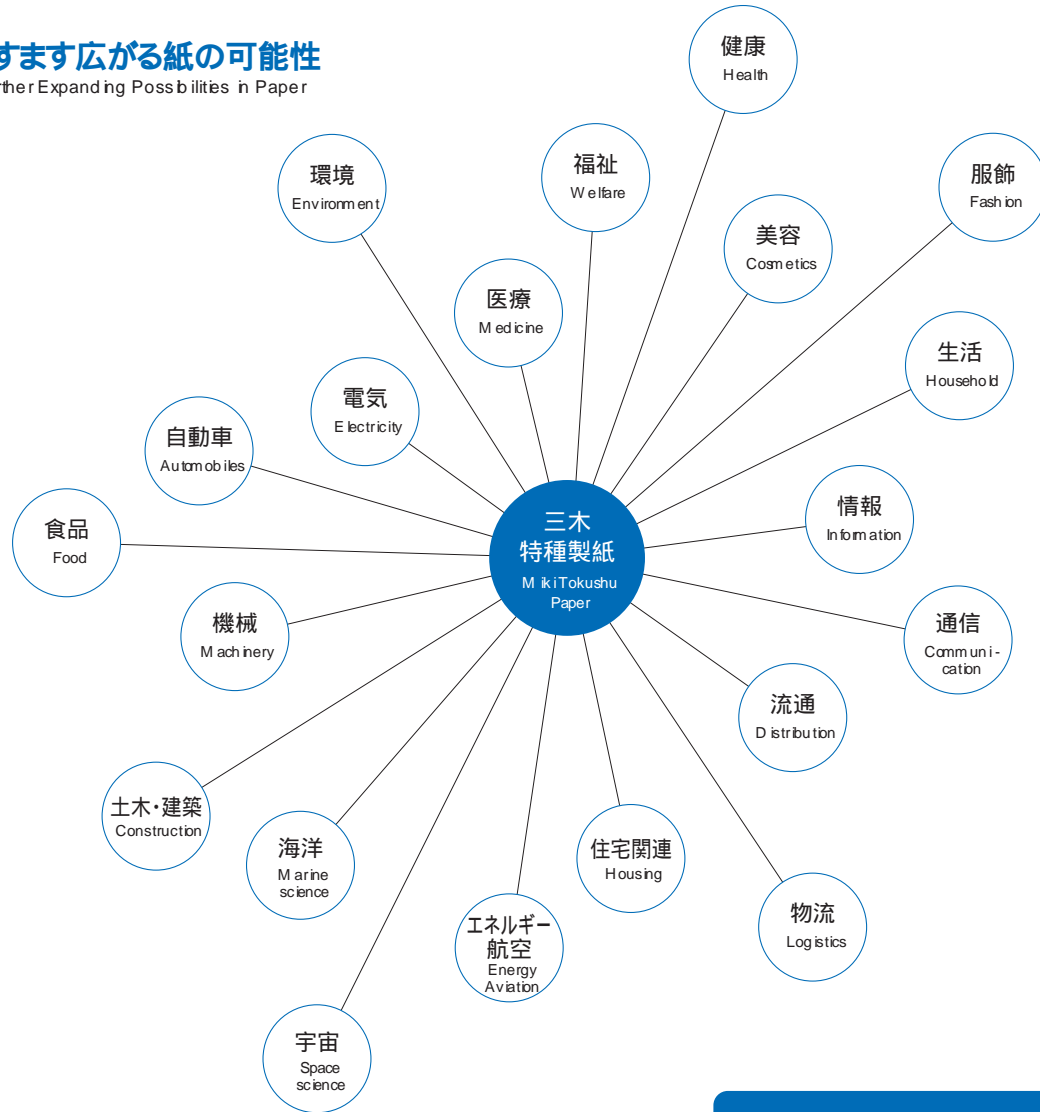 すます広がる紙の可能性
ther Expanding Possibilities in Paper
健康
Health
環境
Environment
福祉
Welfare
服飾
Fashion
美容
Cosmetics
医療
Medicine
生活
Household
電気
Electricity
自動車
Automobiles
情報
Information
食品
Food
三木
特種製紙
Miki Tokushu
Paper
機械
Machinery
通信
Communi-
cation
流通
Distribution
土木・建築
Construction
海洋
Marine
science
住宅関連
Housing
物流
Logistics
エネルギー
航空
Energy
Aviation
宇宙
Space
science